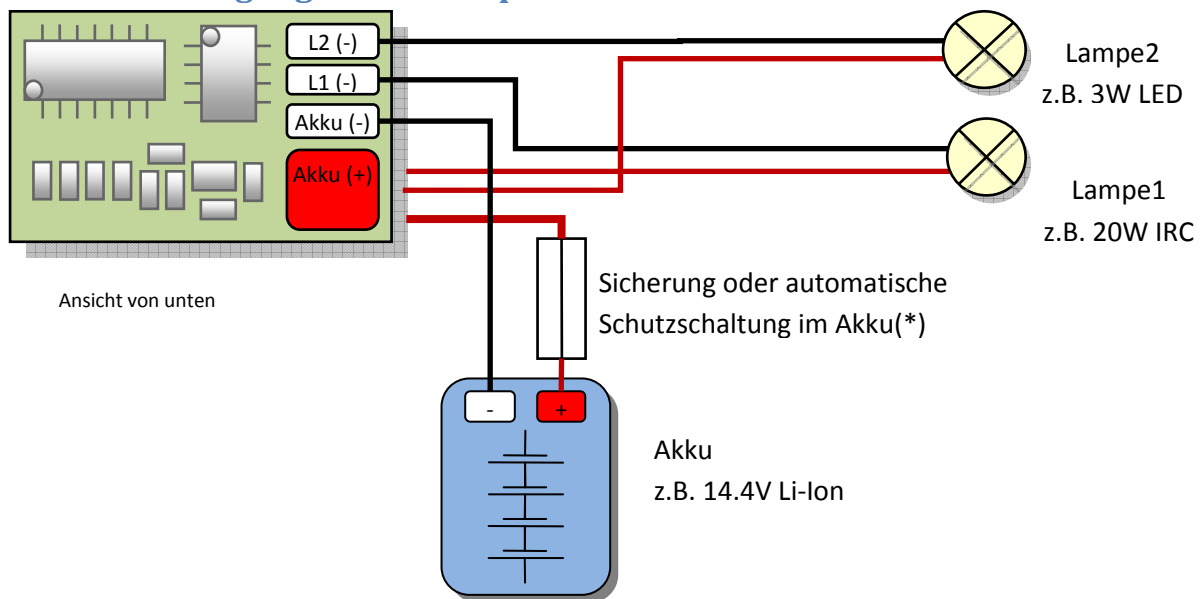 L2 (-)
L1 (-)
Akku (-)
Akku (+)
Lampe2
z.B. 3W LED
Lampe1
z.B. 20W IRC
Ansicht von unten
Sicherung oder automatische
Schutzschaltung im Akku(*)
- +
Akku
z.B. 14.4V Li-Ion